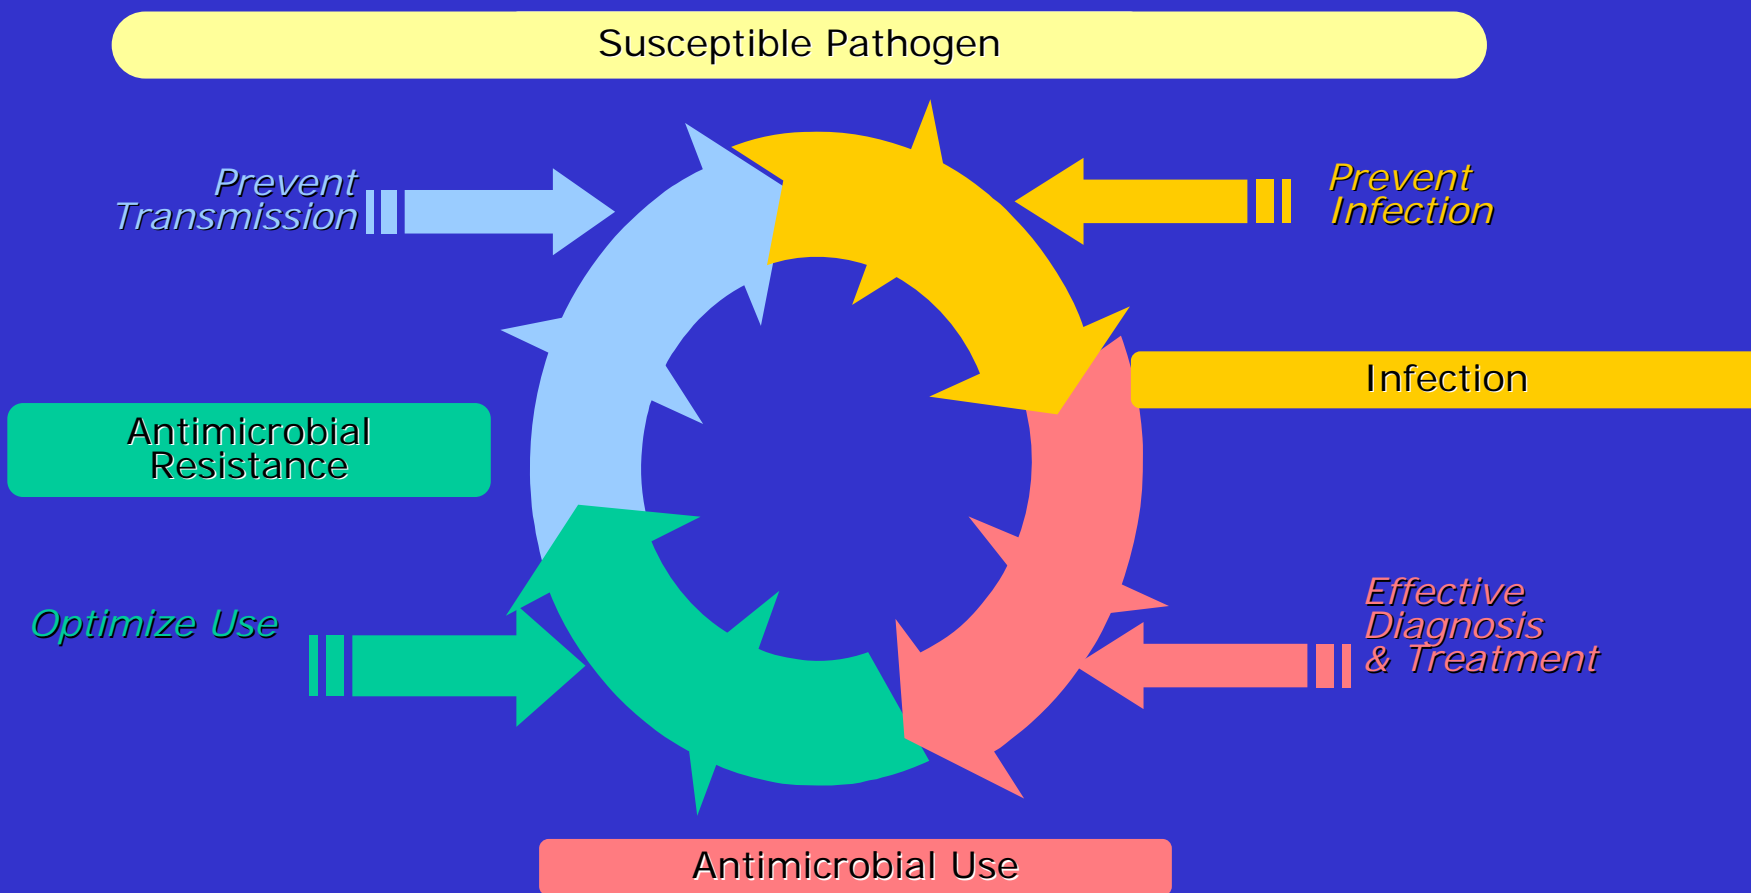 Susceptible Pathogen
Prevent
Transmission
Prevent
Infection
Infection
Antimicrobial
Resistance
Optimize Use
Effective
Diagnosis
& Treatment
Antimicrobial Use